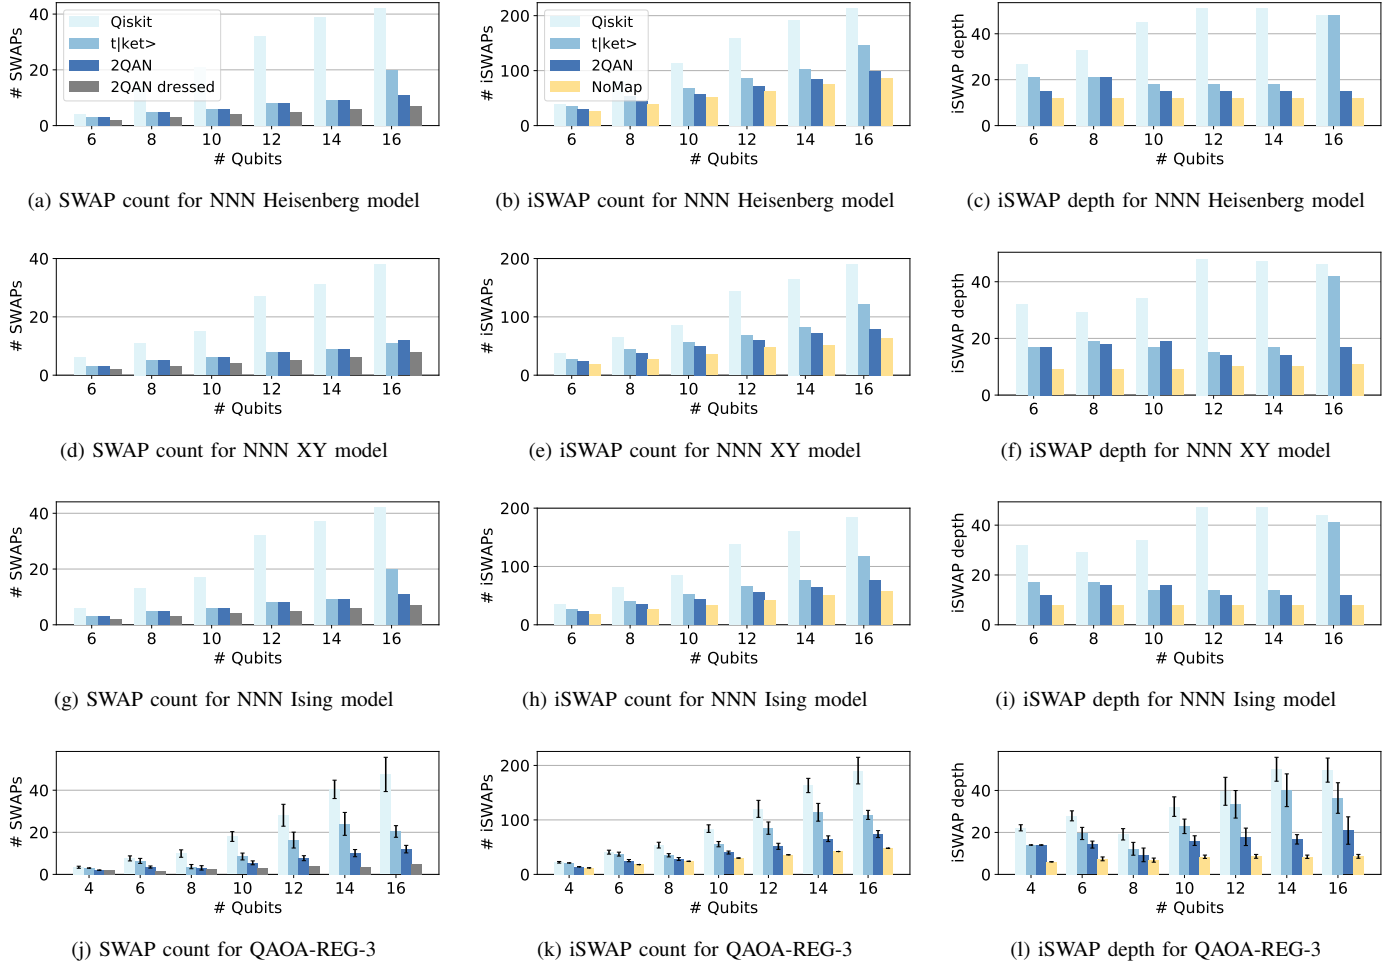 # SWAPs
40
20
0
Qiskit
t|ket>
2QAN
2QAN dressed
6 8 10 12 14 16
# Qubits
(a) SWAP count for NNN Heisenberg model
# iSWAPs
200
100
0
Qiskit
t|ket>
2QAN
NoMap
6 8 10 12 14 16
# Qubits
(b) iSWAP count for NNN Heisenberg model
iSWAP depth
40
20
0
6 8 10 12 14 16
# Qubits
(c) iSWAP depth for NNN Heisenberg model
# SWAPs
40
20
0
6 8 10 12 14 16
# Qubits
(d) SWAP count for NNN XY model
# iSWAPs
200
100
0
6 8 10 12 14 16
# Qubits
(e) iSWAP count for NNN XY model
iSWAP depth
40
20
0
6 8 10 12 14 16
# Qubits
(f) iSWAP depth for NNN XY model
# SWAPs
40
20
0
6 8 10 12 14 16
# Qubits
(g) SWAP count for NNN Ising model
# iSWAPs
200
100
0
6 8 10 12 14 16
# Qubits
(h) iSWAP count for NNN Ising model
iSWAP depth
40
20
0
6 8 10 12 14 16
# Qubits
(i) iSWAP depth for NNN Ising model
# SWAPs
40
20
0
4 6 8 10 12 14 16
# Qubits
(j) SWAP count for QAOA-REG-3
# iSWAPs
200
100
0
4 6 8 10 12 14 16
# Qubits
(k) iSWAP count for QAOA-REG-3
iSWAP depth
40
20
0
4 6 8 10 12 14 16
# Qubits
(l) iSWAP depth for QAOA-REG-3